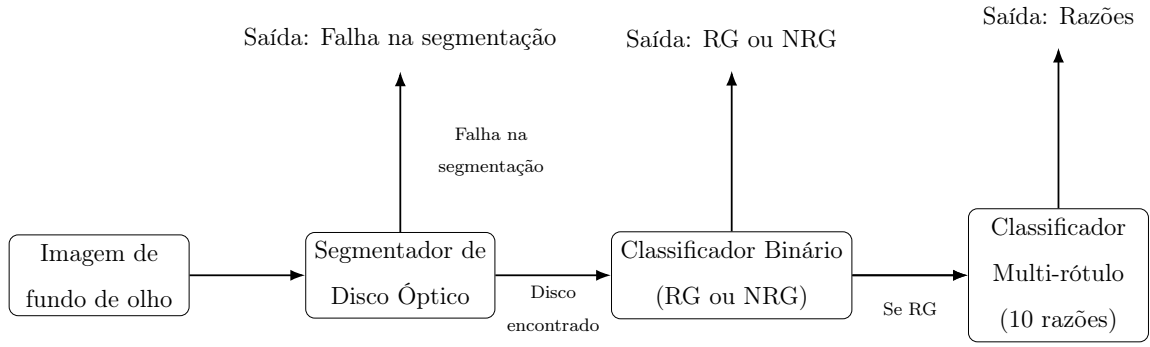 Saída: Falha na segmentação
Saída: RG ou NRG
Saída: Razões
Falha na
segmentação
Imagem de
fundo de olho
Segmentador de
Disco Óptico
Disco
encontrado
Classificador Binário
(RG ou NRG)
Se RG
Classificador
Multi-rótulo
(10 razões)